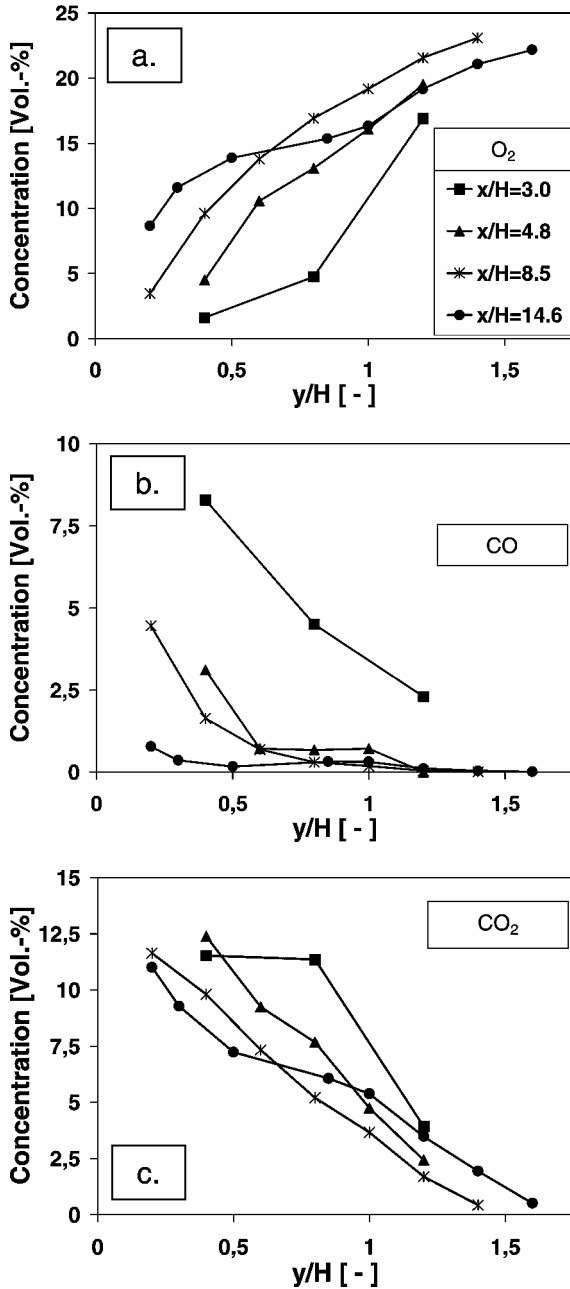 a.
Concentration [Vol.-%]
25
20
15
10
5
0
0
0,5
1
1,5
y/H [ - ]
O₂
x/H=3.0
x/H=4.8
x/H=8.5
x/H=14.6
b.
Concentration [Vol.-%]
10
7,5
5
2,5
0
0
0,5
1
1,5
y/H [ - ]
CO
c.
Concentration [Vol.-%]
15
12,5
10
7,5
5
2,5
0
0
0,5
1
1,5
y/H [ - ]
CO₂